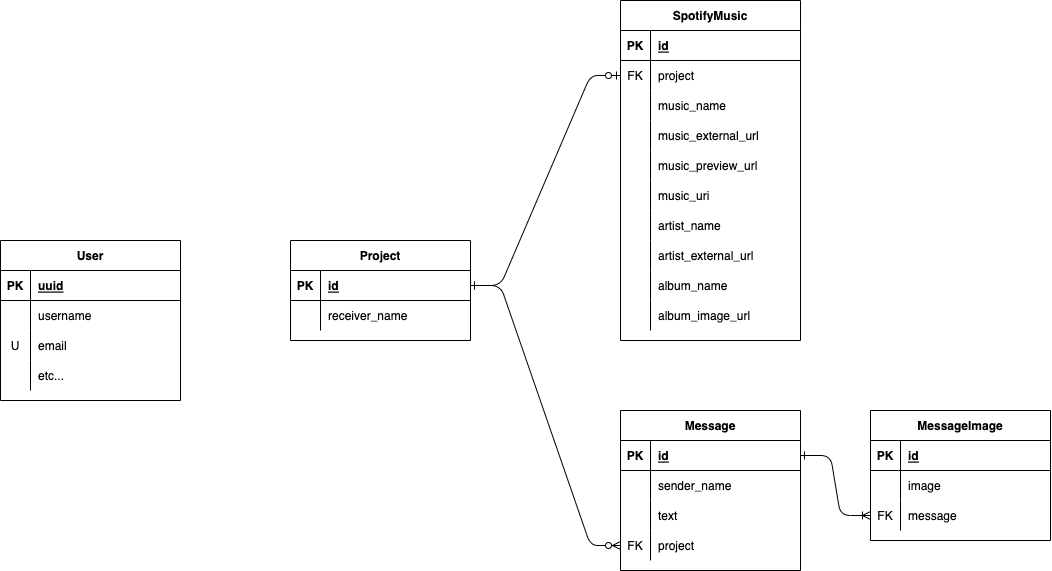 SpotifyMusic
PK id
FK project
music_name
music_external_url
music_preview_url
music_uri
artist_name
artist_external_url
album_name
album_image_url
User
PK uuid
username
U email
etc...
Project
PK id
receiver_name
Message
PK id
sender_name
text
FK project
MessageImage
PK id
image
FK message